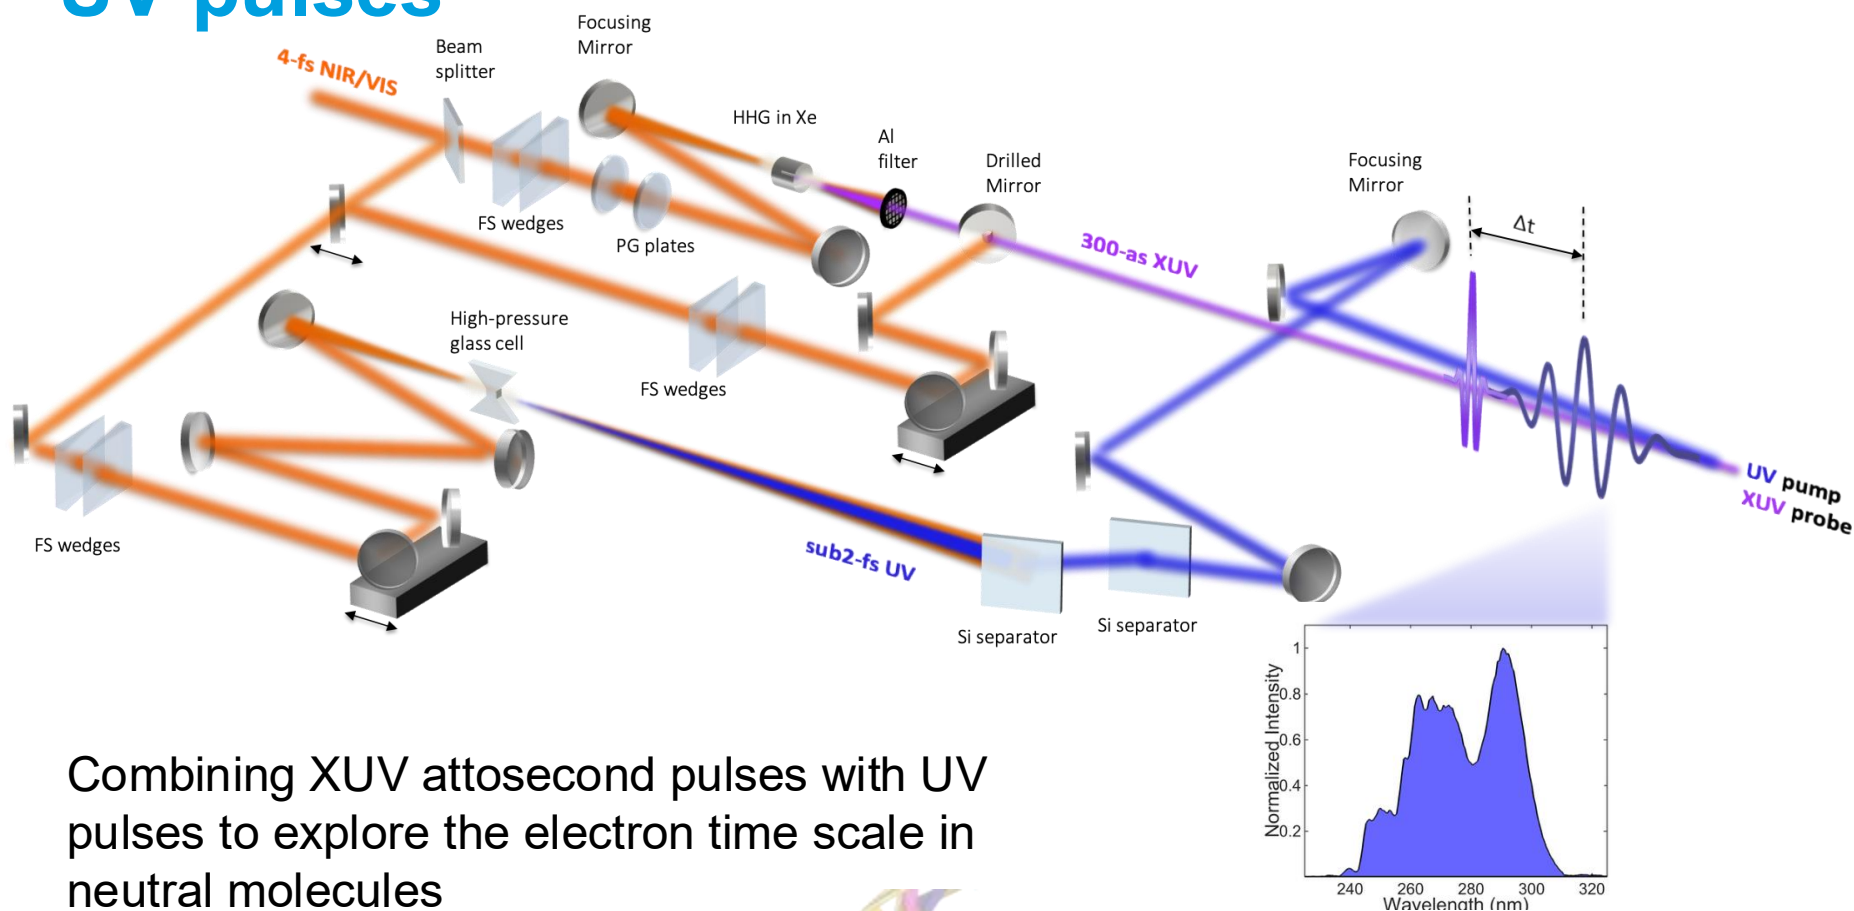 UV pulses
4-fs NIR/VIS
Beam
splitter
Focusing
Mirror
HHG in Xe
Al
filter
Drilled
Mirror
Focusing
Mirror
FS wedges
PG plates
300-as XUV
Δt
High-pressure
glass cell
FS wedges
FS wedges
sub2-fs UV
Si separator
Si separator
UV pump
XUV probe
Normalized Intensity
1
0.8
0.6
0.4
0.2
240 260 280 300 320
Wavelength (nm)
Combining XUV attosecond pulses with UV
pulses to explore the electron time scale in
neutral molecules